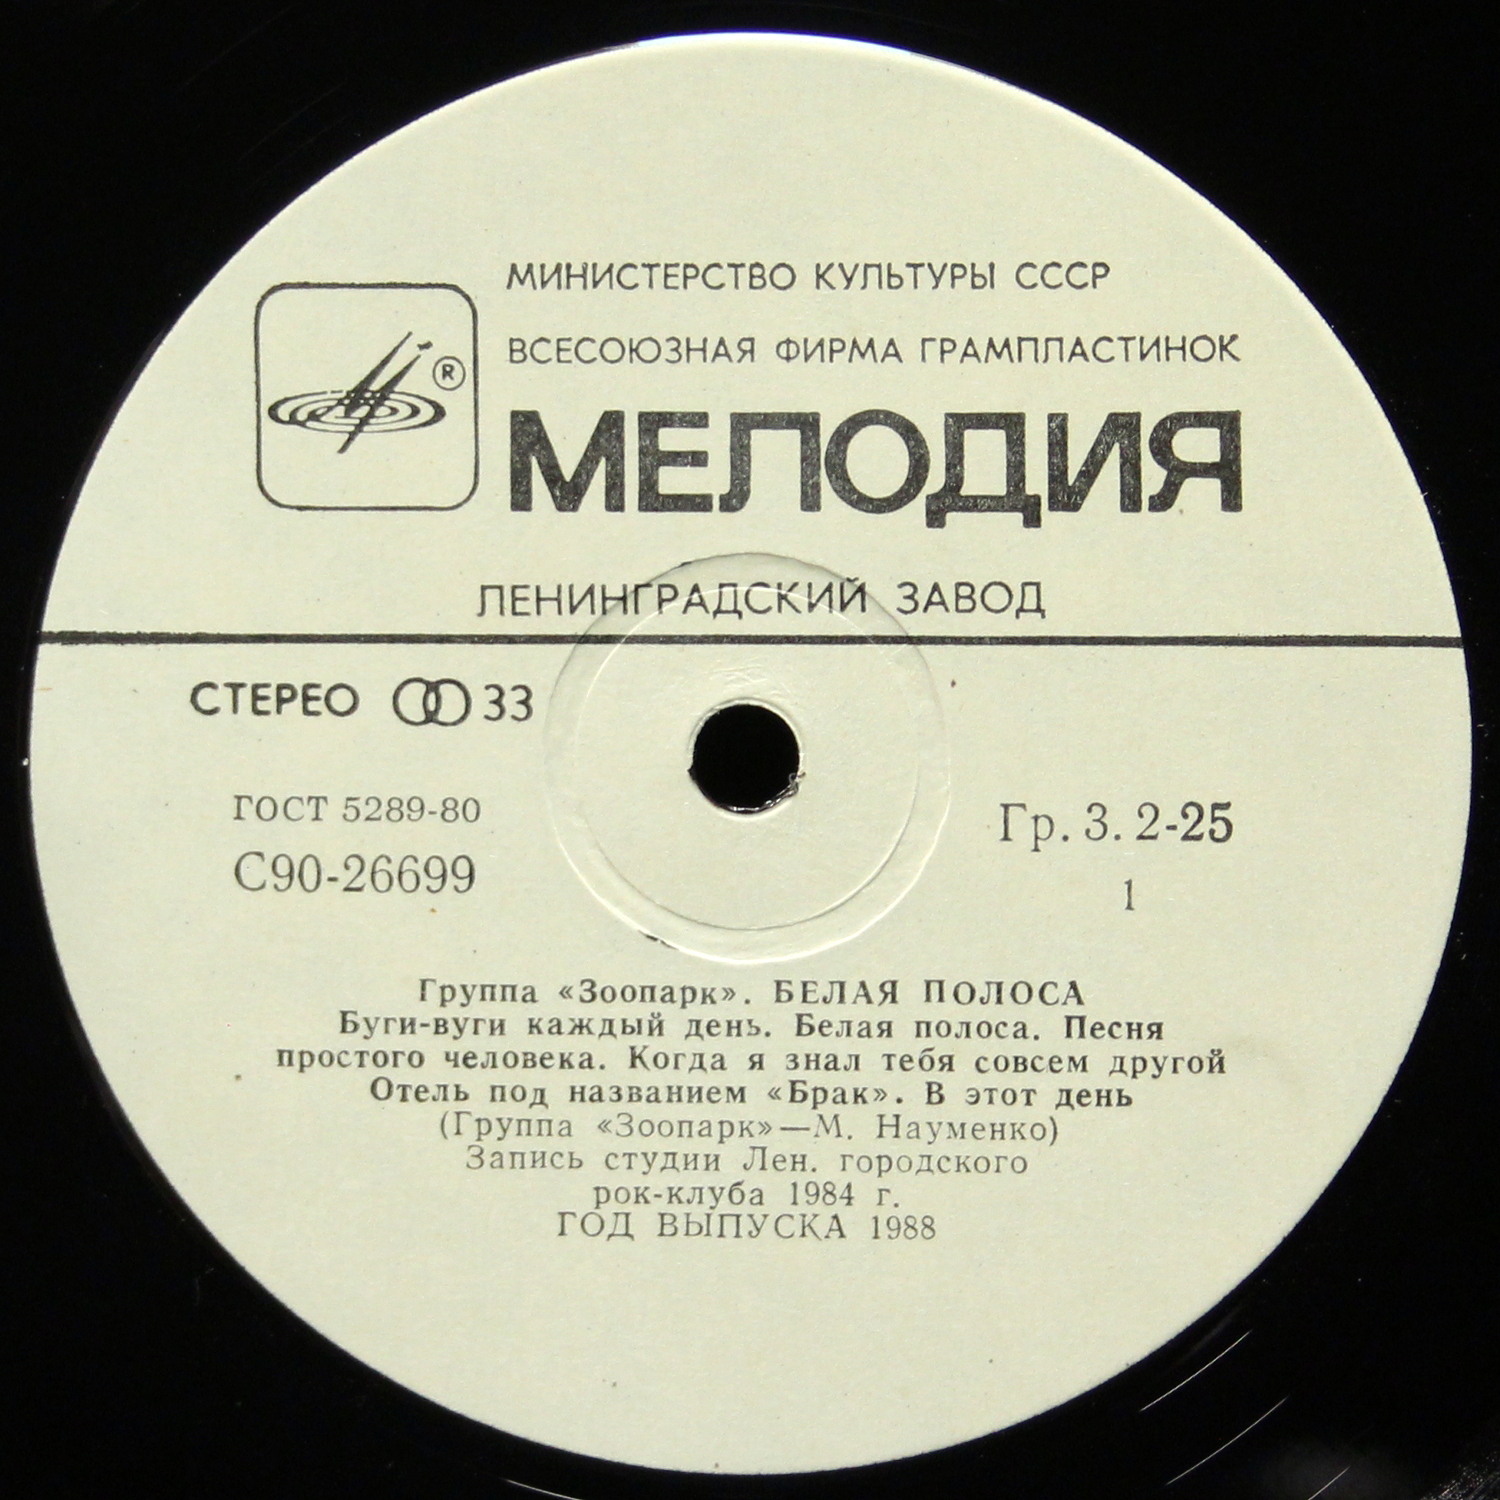 МИНИСТЕРСТВО КУЛЬТУРЫ СССР
ВСЕСОЮЗНАЯ ФИРМА ГРАМПЛАСТИНОК
®
МЕЛОДИЯ
ЛЕНИНГРАДСКИЙ ЗАВОД
СТЕРЕО 33
ГОСТ 5289-80
С90-26699
Гр. 3. 2-25
1
Группа «Зоопарк». БЕЛАЯ ПОЛОСА
Буги-вуги каждый день. Белая полоса. Песня
простого человека. Когда я знал тебя совсем другой
Отель под названием «Брак». В этот день
(Группа «Зоопарк»—М. Науменко)
Запись студии Лен. городского
рок-клуба 1984 г.
ГОД ВЫПУСКА 1988